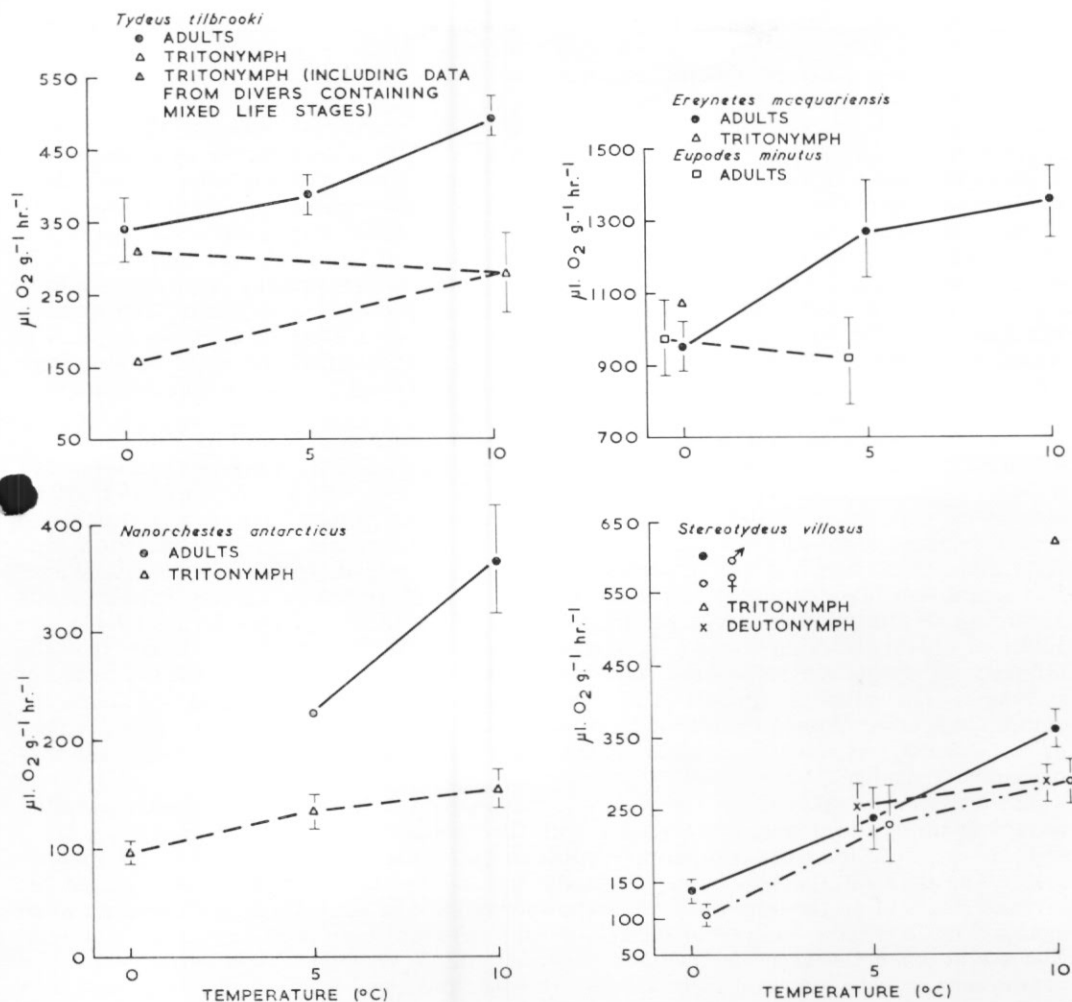 Tydeus tilbrooki
ADULTS
TRITONYMPH
TRITONYMPH (INCLUDING DATA
FROM DIVERS CONTAINING
MIXED LIFE STAGES)
550
450
350
250
150
50
µl. O₂ g.⁻¹ hr.⁻¹
0 5 10
Ereynetes macquariensis
ADULTS
TRITONYMPH
Eupodes minutus
ADULTS
1500
1300
1100
900
700
µl. O₂ g.⁻¹ hr.⁻¹
0 5 10
Nanorchestes antarcticus
ADULTS
TRITONYMPH
400
300
200
100
0
µl. O₂ g.⁻¹ hr.⁻¹
0 5 10
TEMPERATURE (°C)
Stereotydeus villosus
♂
♀
TRITONYMPH
DEUTONYMPH
650
550
450
350
250
150
100
50
µl. O₂ g.⁻¹ hr.⁻¹
0 5 10
TEMPERATURE (°C)